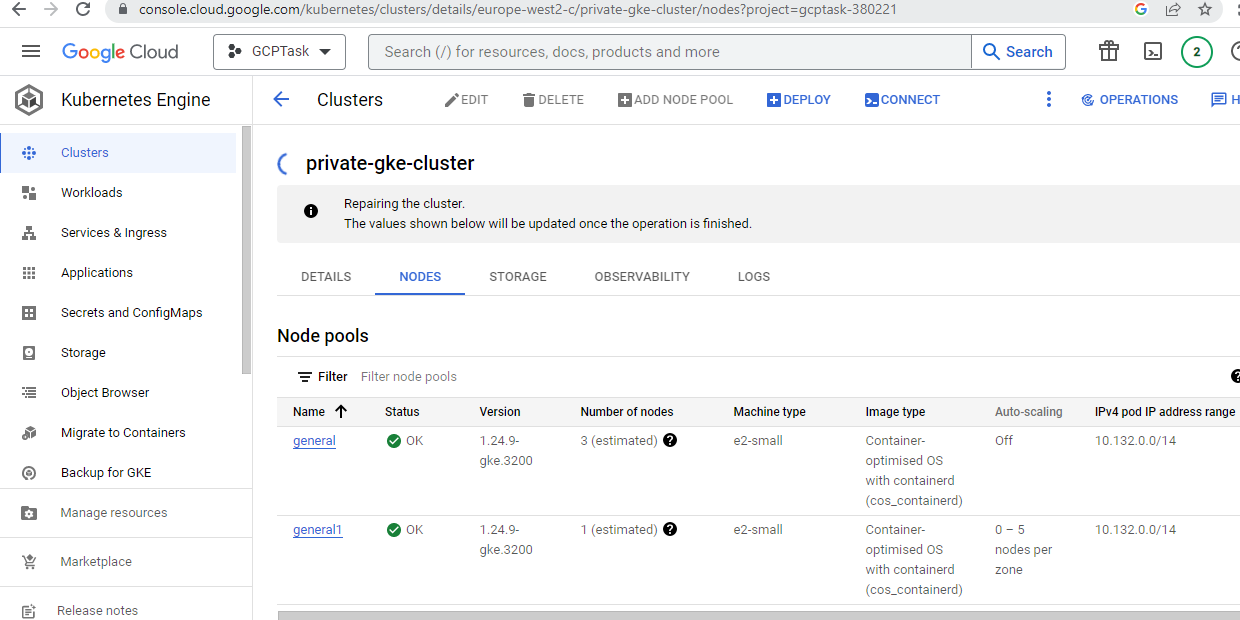 console.cloud.google.com/kubernetes/clusters/details/europe-west2-c/private-gke-cluster/nodes?project=gcptask-380221
Google Cloud
GCPTask
Search (/) for resources, docs, products and more
Search
2
Kubernetes Engine
Clusters
EDIT
DELETE
ADD NODE POOL
DEPLOY
CONNECT
OPERATIONS
H
Clusters
Workloads
Services & Ingress
Applications
Secrets and ConfigMaps
Storage
Object Browser
Migrate to Containers
Backup for GKE
Manage resources
Marketplace
Release notes
private-gke-cluster
Repairing the cluster.
The values shown below will be updated once the operation is finished.
DETAILS NODES STORAGE OBSERVABILITY LOGS
Node pools
Filter Filter node pools
Name Status Version Number of nodes Machine type Image type Auto-scaling IPv4 pod IP address range
general OK 1.24.9- 3 (estimated) e2-small Container- Off 10.132.0.0/14
gke.3200 optimised OS
with containerd
(cos_containerd)
general1 OK 1.24.9- 1 (estimated) e2-small Container- 0 – 5 10.132.0.0/14
gke.3200 optimised OS nodes per
with containerd zone
(cos_containerd)